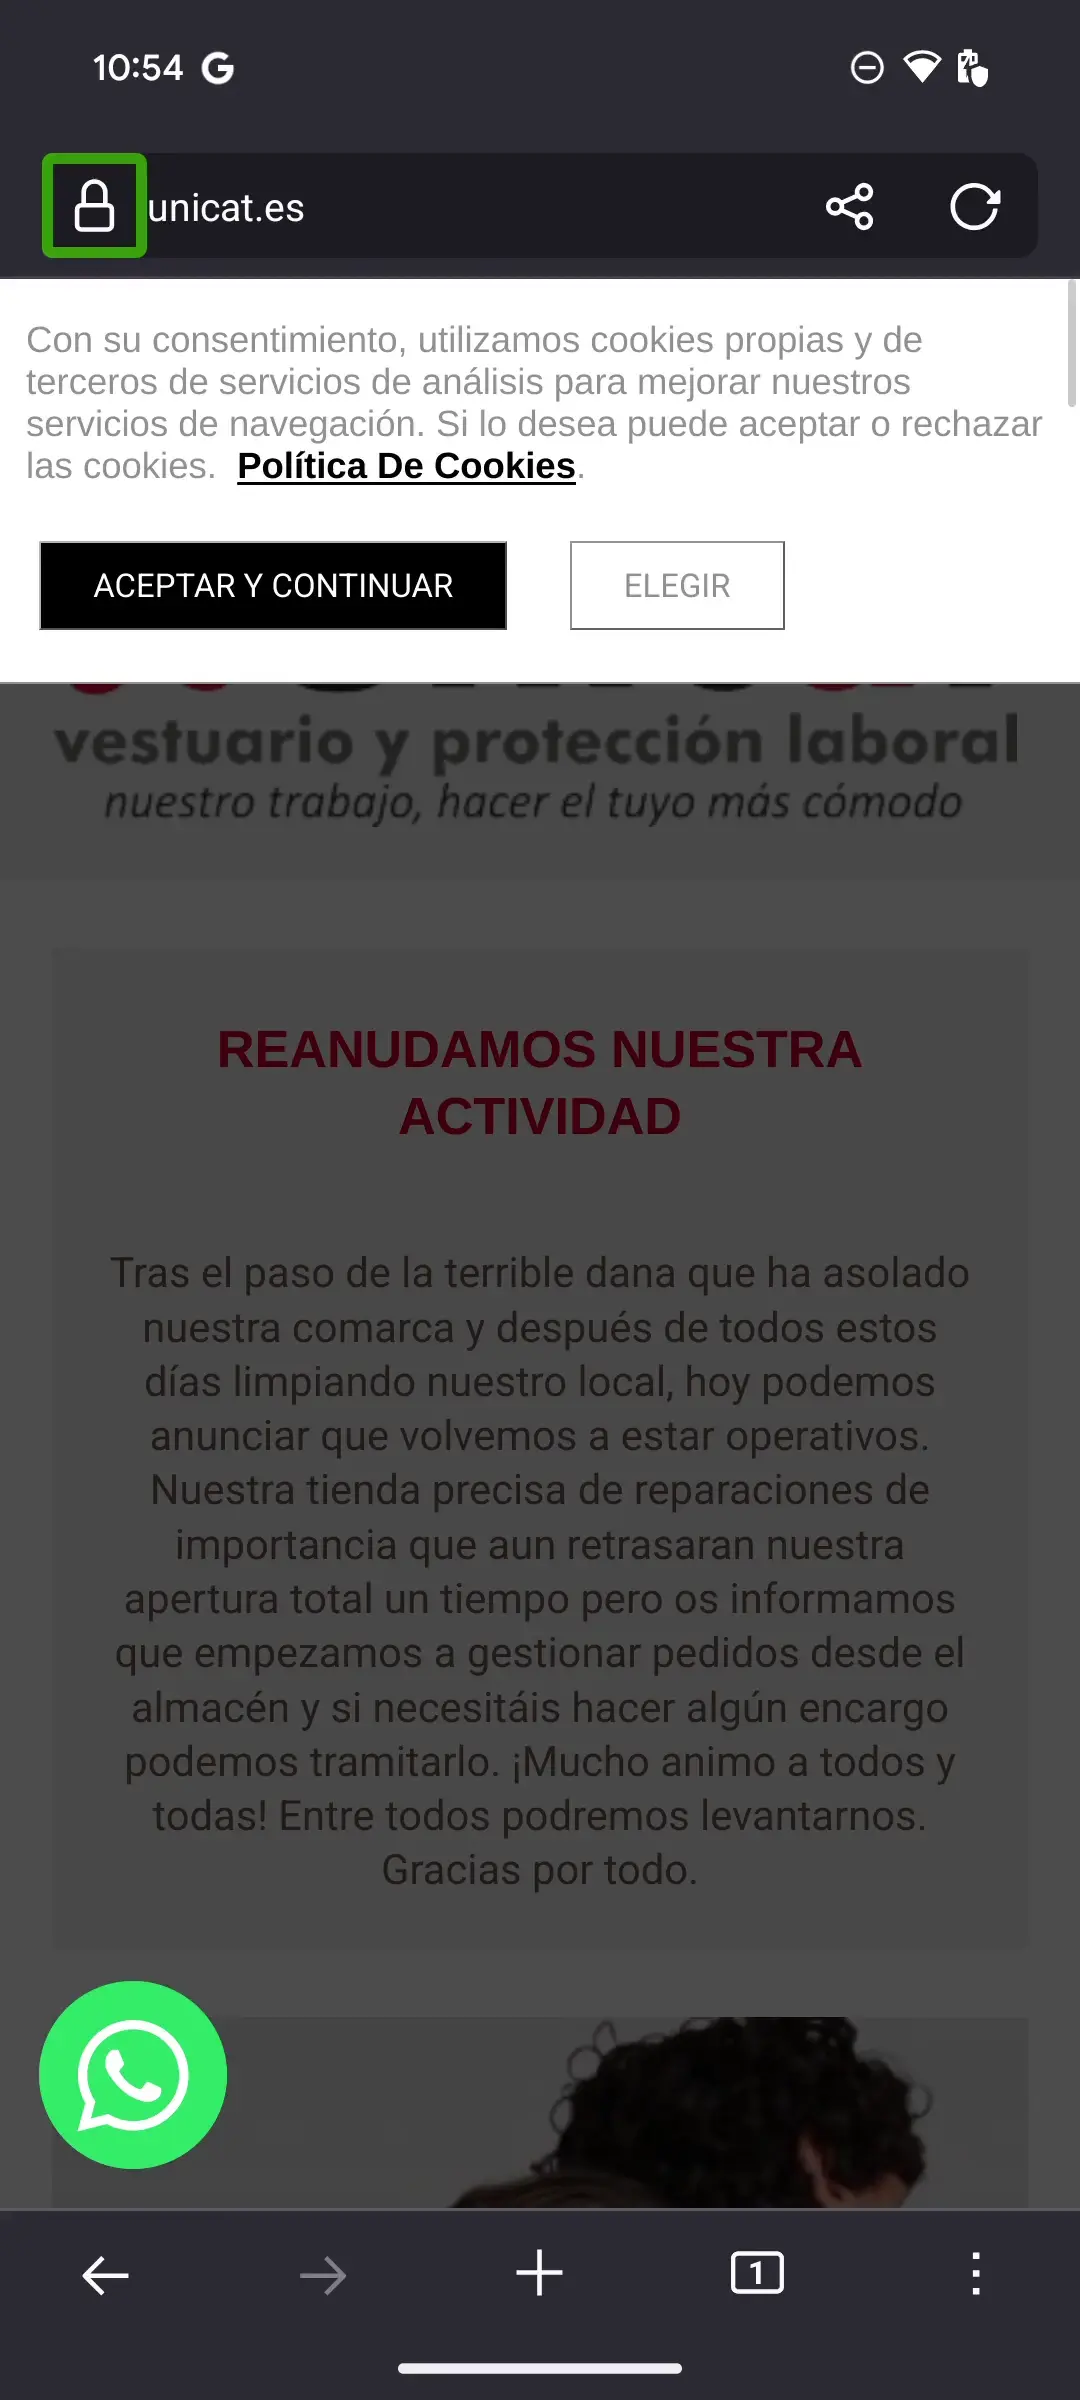 10:54
unicat.es
Con su consentimiento, utilizamos cookies propias y de
terceros de servicios de análisis para mejorar nuestros
servicios de navegación. Si lo desea puede aceptar o rechazar
las cookies. Política De Cookies.
ACEPTAR Y CONTINUAR
ELEGIR
vestuario y protección laboral
nuestro trabajo, hacer el tuyo más cómodo
REANUDAMOS NUESTRA
ACTIVIDAD
Tras el paso de la terrible dana que ha asolado
nuestra comarca y después de todos estos
días limpiando nuestro local, hoy podemos
anunciar que volvemos a estar operativos.
Nuestra tienda precisa de reparaciones de
importancia que aun retrasaran nuestra
apertura total un tiempo pero os informamos
que empezamos a gestionar pedidos desde el
almacén y si necesitáis hacer algún encargo
podemos tramitarlo. ¡Mucho animo a todos y
todas! Entre todos podremos levantarnos.
Gracias por todo.
1